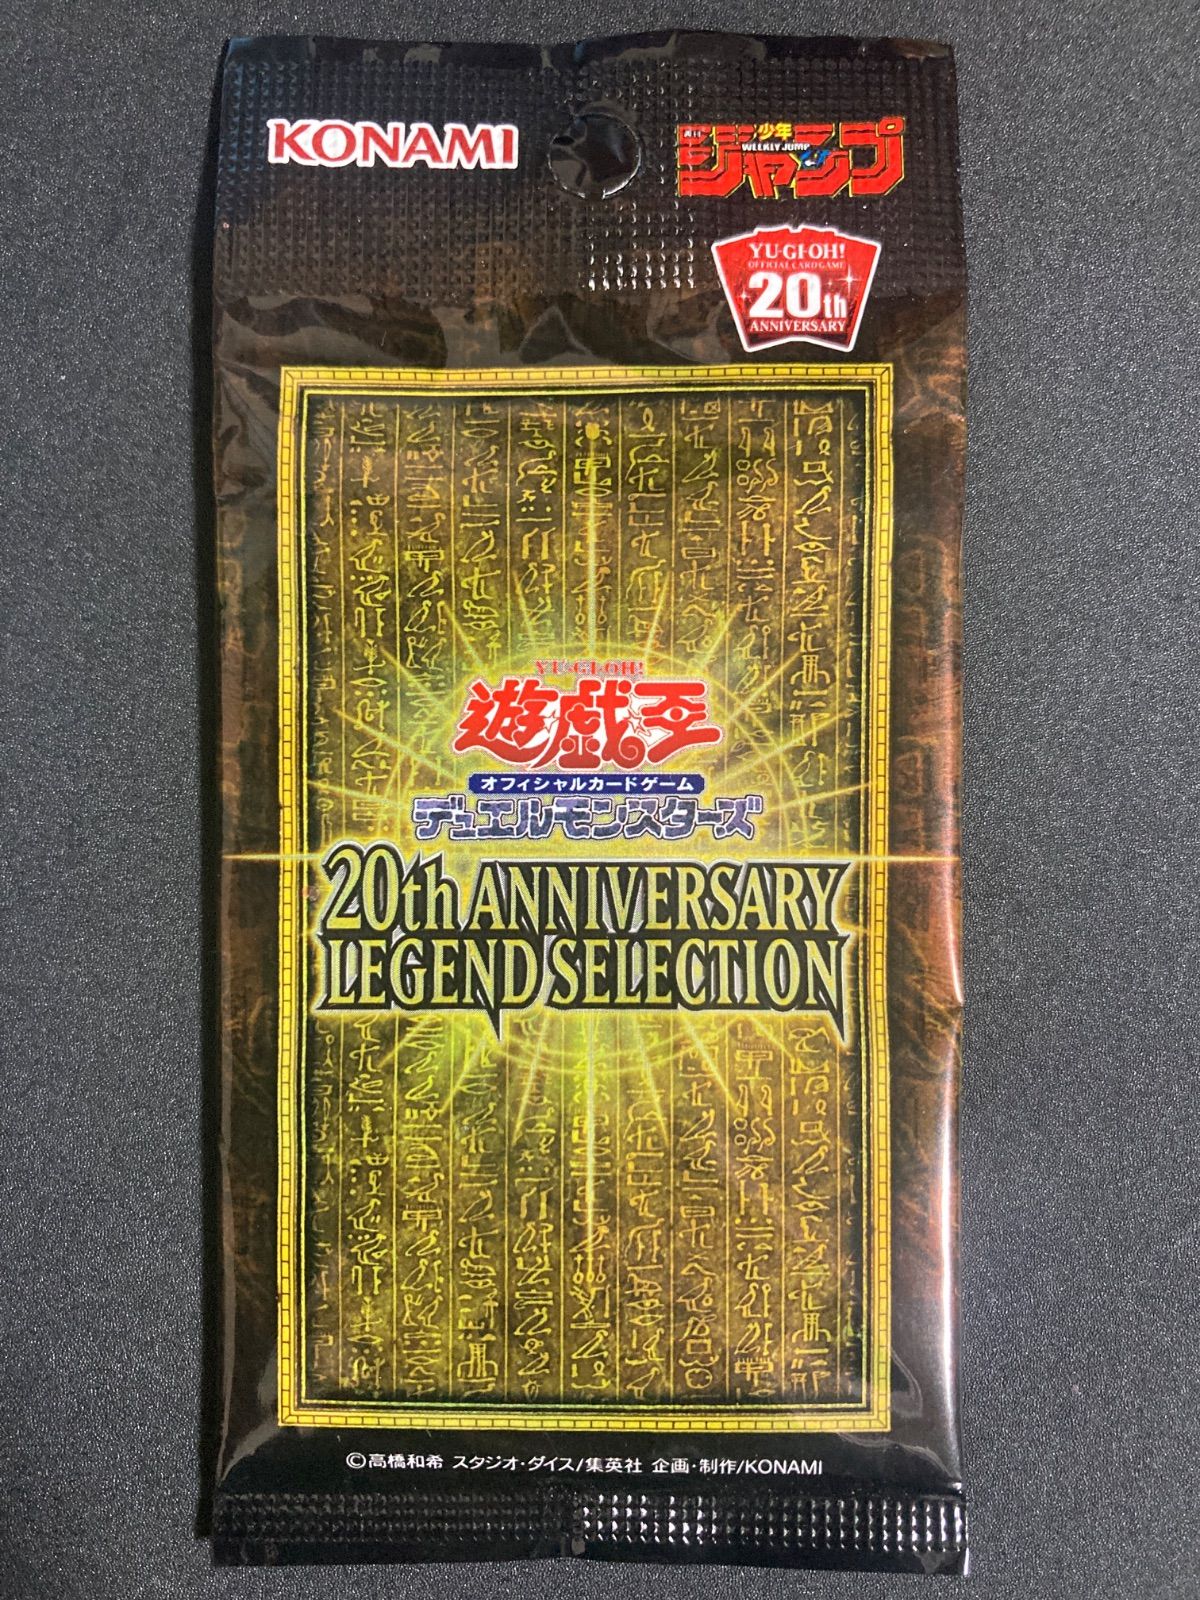 KONAMI
週刊 少年
WEEKLY JUMP
ジャンプ
YU-GI-OH!
OFFICIAL CARD GAME
20th
ANNIVERSARY
YU-GI-OH!
遊☆戯☆王
オフィシャルカードゲーム
デュエルモンスターズ
20th ANNIVERSARY
LEGEND SELECTION
©高橋和希 スタジオ・ダイス/集英社 企画・制作/KONAMI